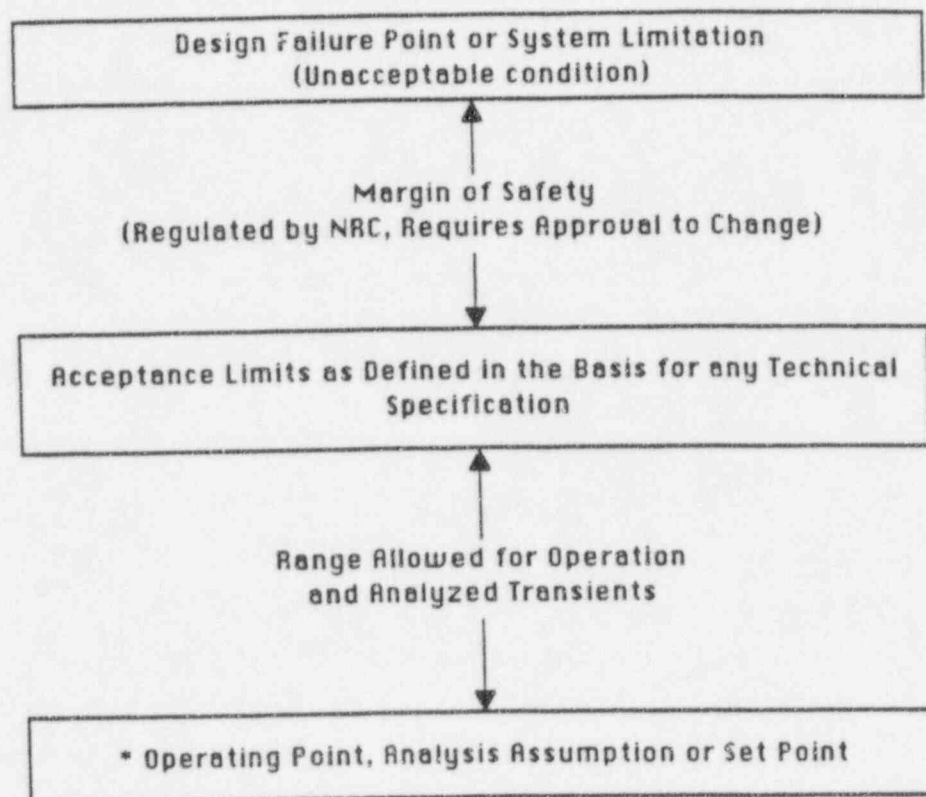 Design Failure Point or System Limitation
(Unacceptable condition)
Margin of Safety
(Regulated by NRC, Requires Approval to Change)
Acceptance Limits as Defined in the Basis for any Technical
Specification
Range Allowed for Operation
and Analyzed Transients
* Operating Point, Analysis Assumption or Set Point